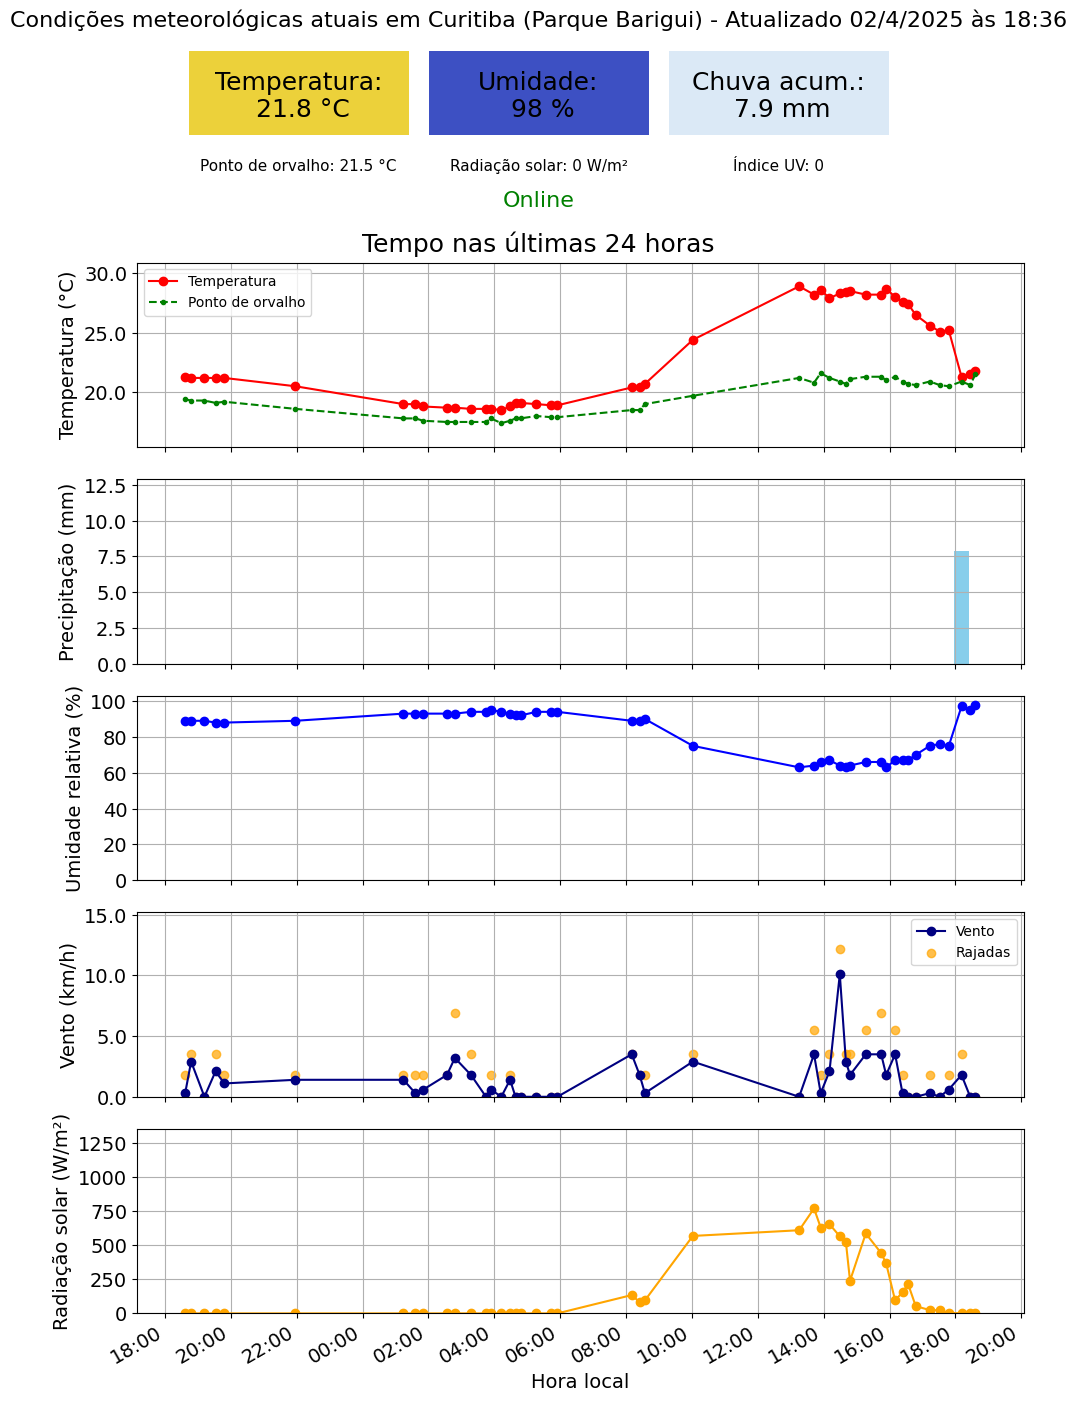 Condições meteorológicas atuais em Curitiba (Parque Barigui) - Atualizado 02/4/2025 às 18:36
Temperatura:
21.8 °C
Umidade:
98 %
Chuva acum.:
7.9 mm
Ponto de orvalho: 21.5 °C
Radiação solar: 0 W/m²
Índice UV: 0
Online
Tempo nas últimas 24 horas
Temperatura (°C)
30.0
25.0
20.0
Temperatura
Ponto de orvalho
Precipitação (mm)
12.5
10.0
7.5
5.0
2.5
0.0
Umidade relativa (%)
100
80
60
40
20
0
Vento (km/h)
15.0
10.0
5.0
0.0
Vento
Rajadas
Radiação solar (W/m²)
1250
1000
750
500
250
0
18:00 20:00 22:00 00:00 02:00 04:00 06:00 08:00 10:00 12:00 14:00 16:00 18:00 20:00
Hora local